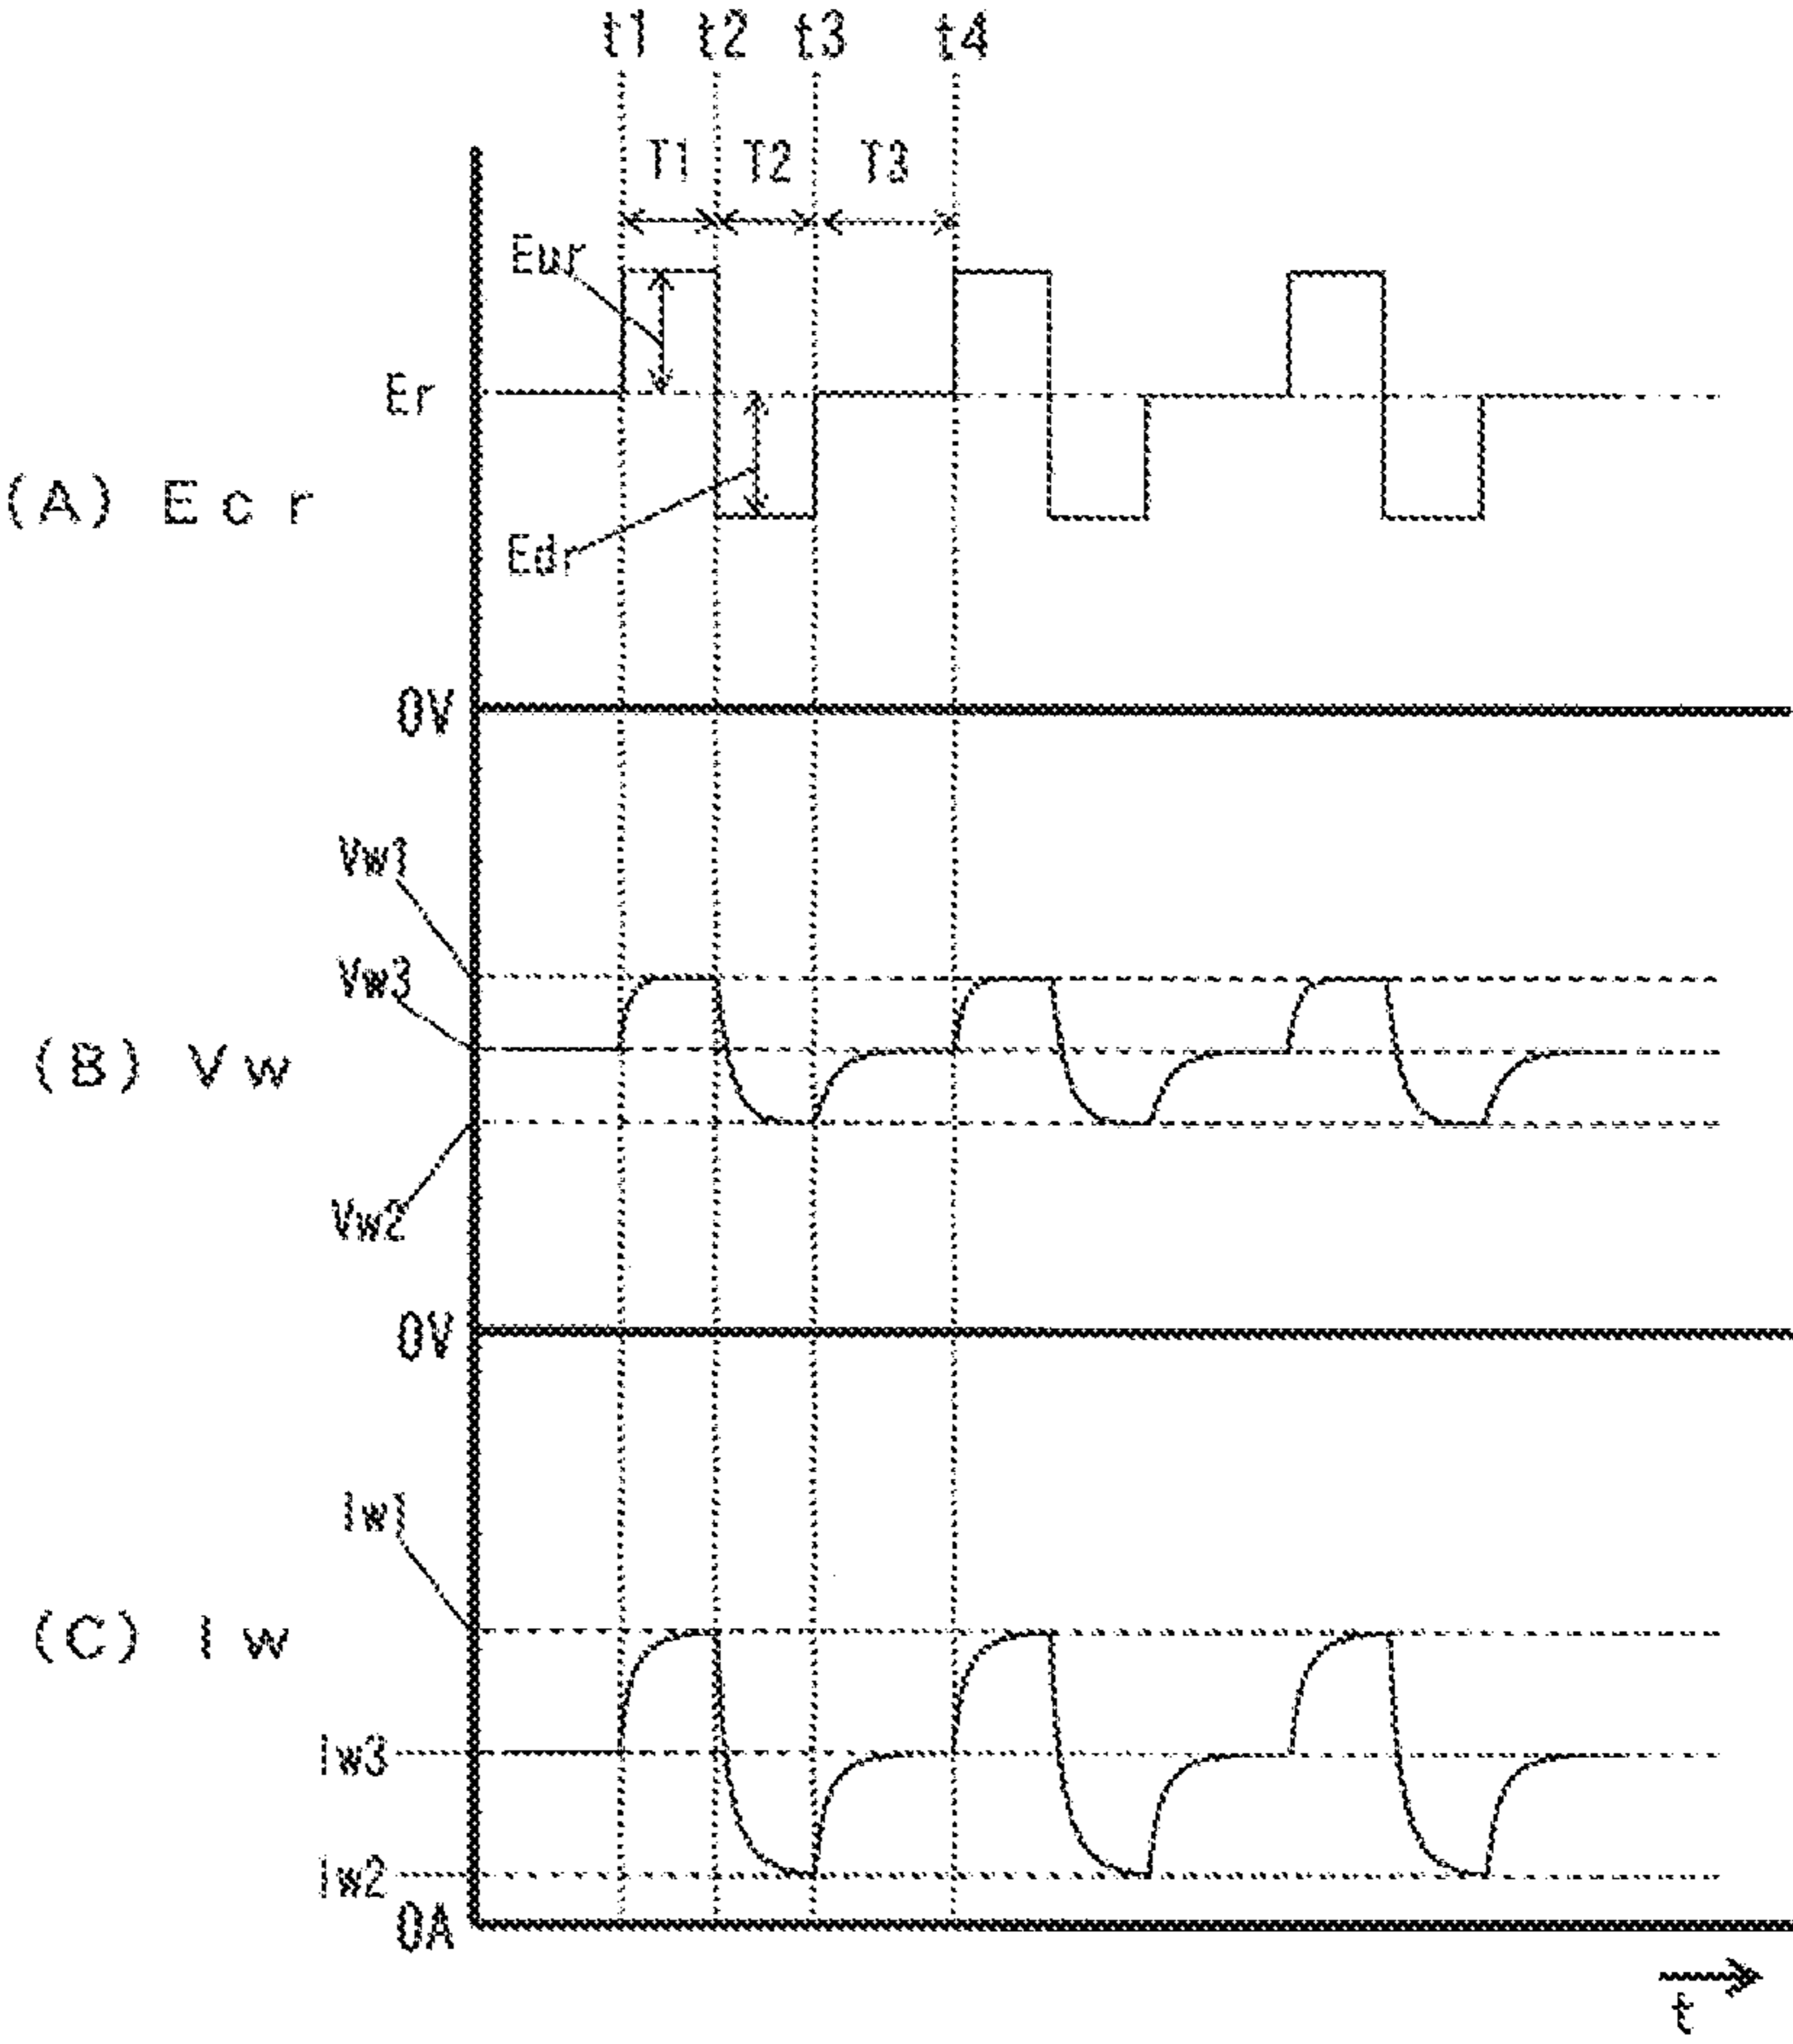 t1 t2 t3 t4
T1 T2 T3
Eur
Er
(A) Ecr
Edr
0V
Vw1
Vw3
(B) Vw
Vw2
0V
Iw1
(C) Iw
Iw3
Iw2
0A
t